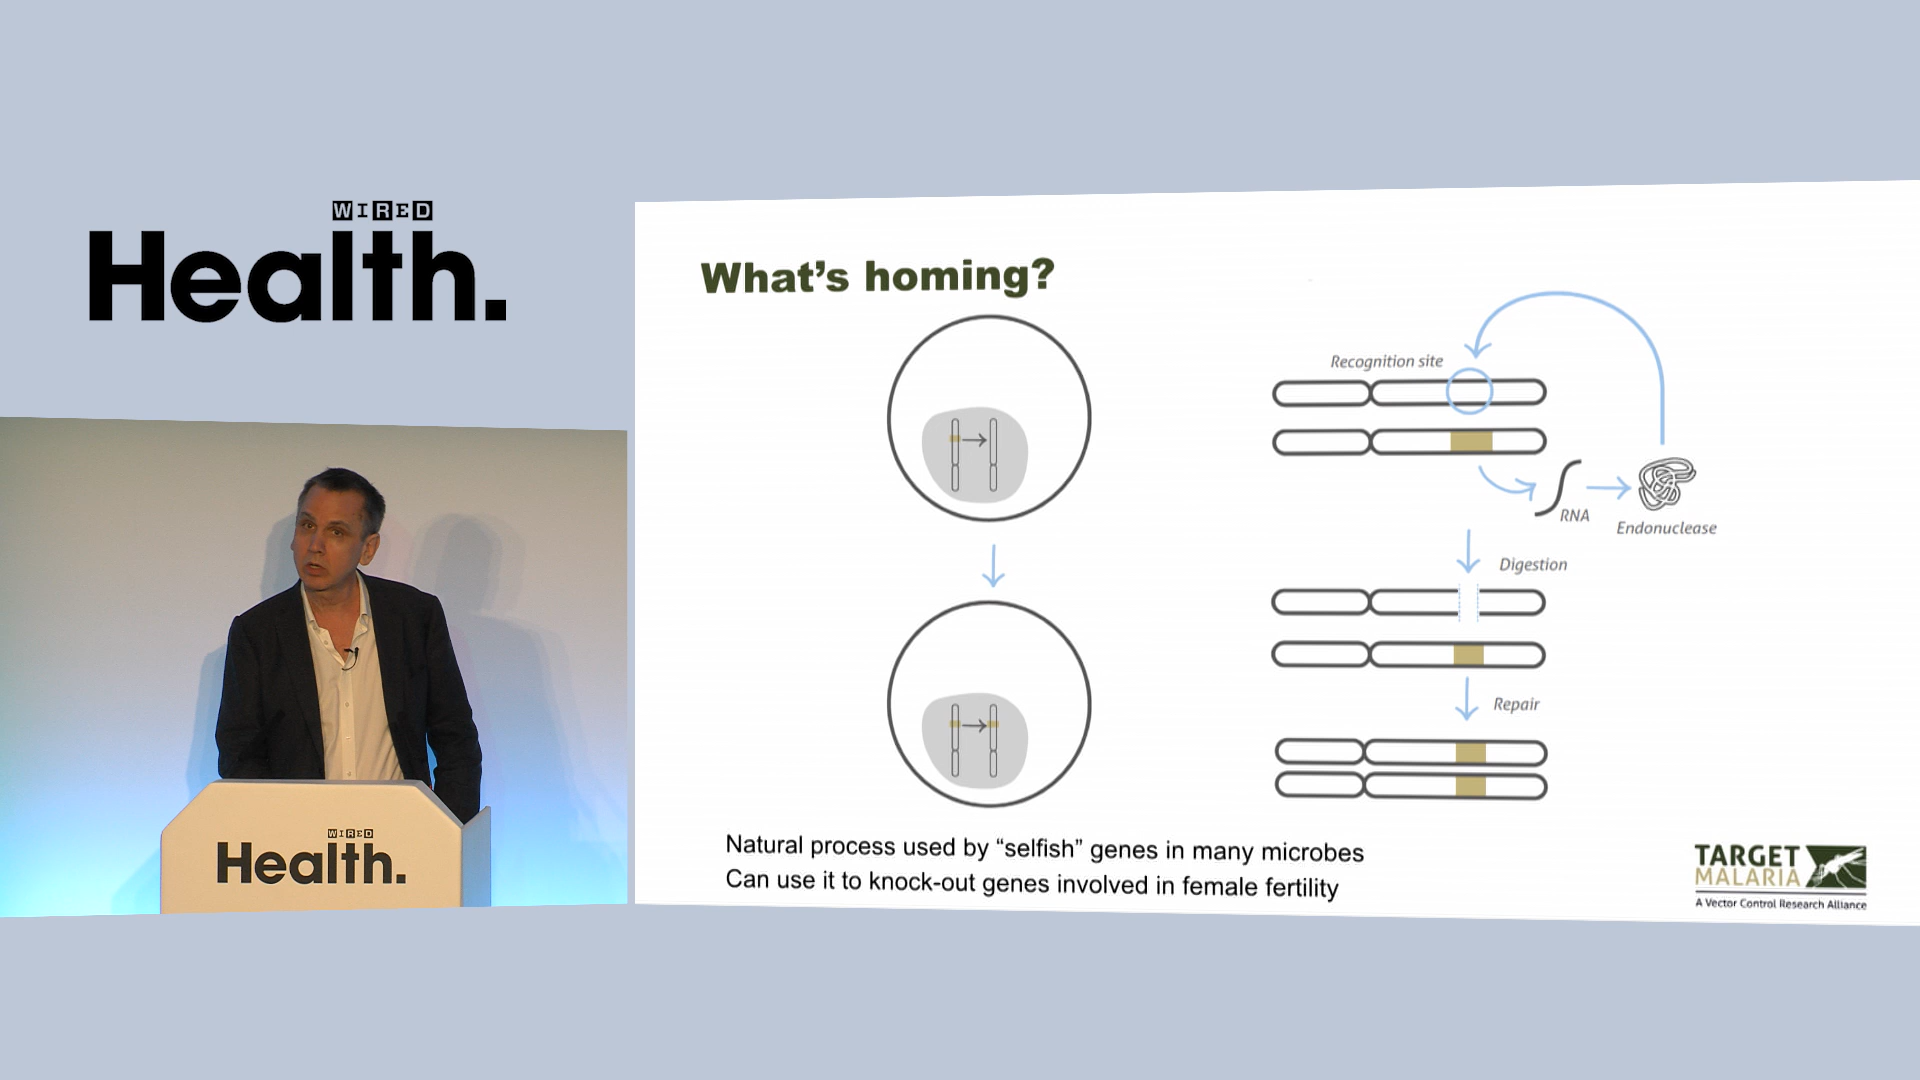 WIRED
Health.
What's homing?
Recognition site
RNA
Endonuclease
Digestion
Repair
Natural process used by “selfish” genes in many microbes
Can use it to knock-out genes involved in female fertility
TARGET
MALARIA
A Vector Control Research Alliance
WIRED
Health.